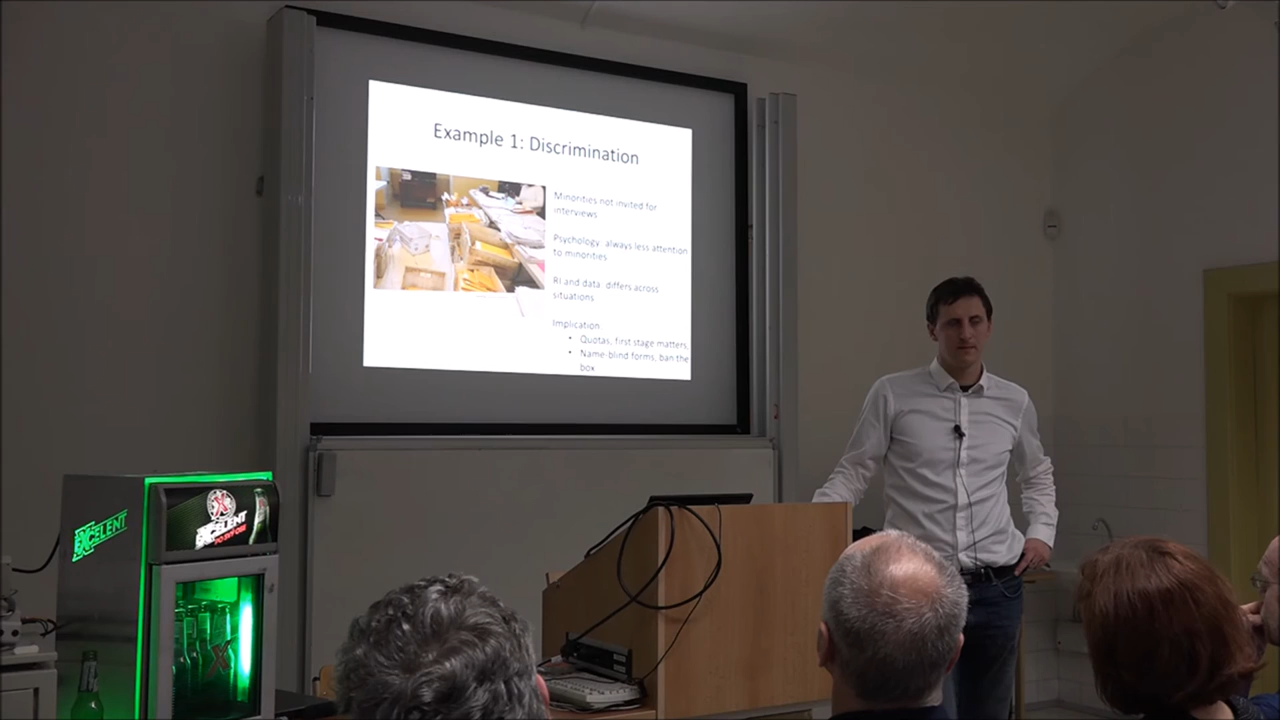 Example 1: Discrimination
Minorities not invited for
interviews
Psychology: always less attention
to minorities
RI and data: differs across
situations
Implication:
• Quotas, first stage matters,
• Name-blind forms, ban the
box
EXCELENT
EXCELENT
X